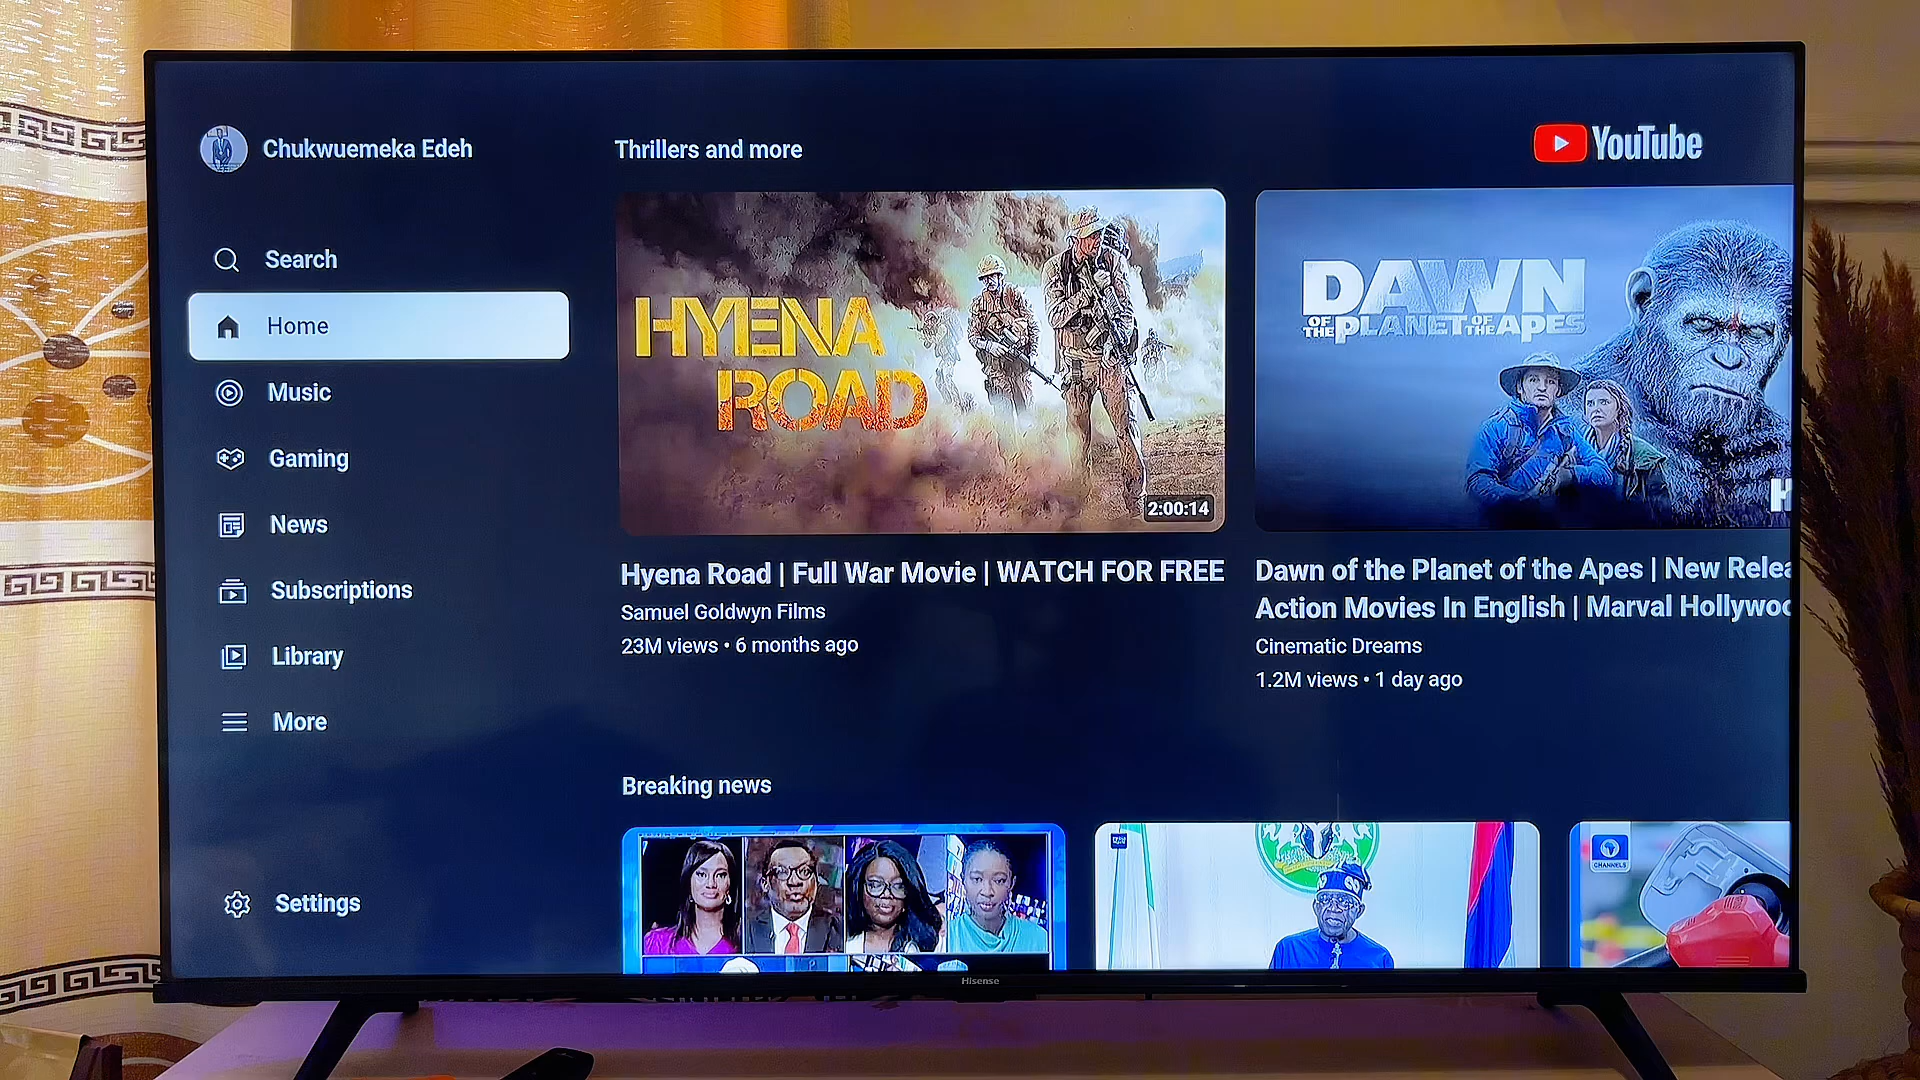 Chukwuemeka Edeh
Search
Home
Music
Gaming
News
Subscriptions
Library
More
Settings
YouTube
Thrillers and more
HYENA
ROAD
2:00:14
Hyena Road | Full War Movie | WATCH FOR FREE
Samuel Goldwyn Films
23M views • 6 months ago
DAWN
OF THE PLANET OF THE APES
Dawn of the Planet of the Apes | New Relea
Action Movies In English | Marval Hollywoo
Cinematic Dreams
1.2M views • 1 day ago
Breaking news
CHANNELS
Hisense